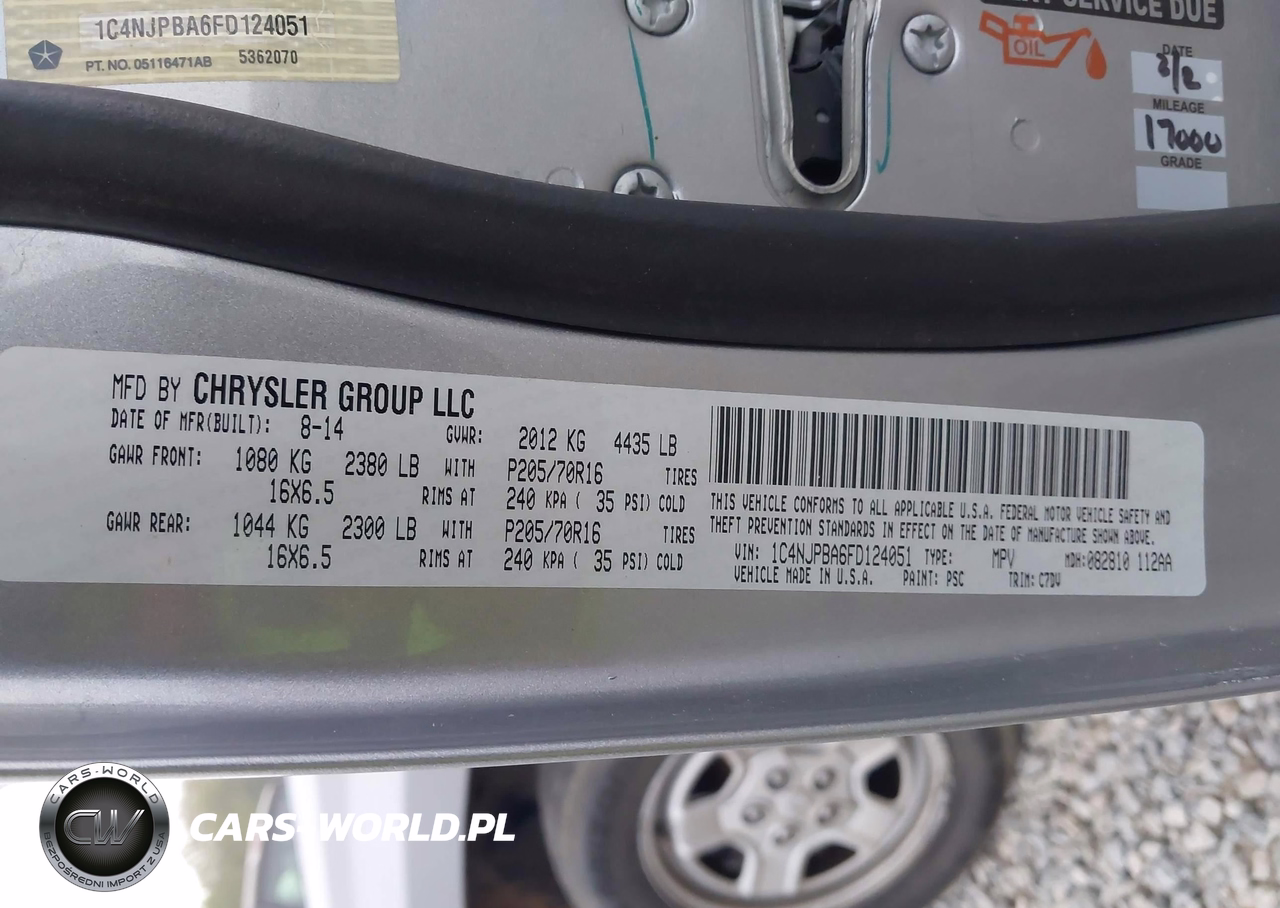 1C4NJPBA6FD124051
PT. NO. 05116471AB 5362070
SERVICE DUE
OIL
DATE
2/2
MILEAGE
17000
GRADE
MFD BY CHRYSLER GROUP LLC
DATE OF MFR(BUILT): 8-14 GVWR: 2012 KG 4435 LB
GAWR FRONT: 1080 KG 2380 LB WITH P205/70R16 TIRES
16X6.5 RIMS AT 240 KPA ( 35 PSI) COLD
GAWR REAR: 1044 KG 2300 LB WITH P205/70R16 TIRES
16X6.5 RIMS AT 240 KPA ( 35 PSI) COLD
THIS VEHICLE CONFORMS TO ALL APPLICABLE U.S.A. FEDERAL MOTOR VEHICLE SAFETY AND
THEFT PREVENTION STANDARDS IN EFFECT ON THE DATE OF MANUFACTURE SHOWN ABOVE.
VIN: 1C4NJPBA6FD124051 TYPE: MPV MDH:082810 112AA
VEHICLE MADE IN U.S.A. PAINT: PSC TRIM: C7DV
CARS-WORLD
CW
BEZPOŚREDNI IMPORT Z USA
CARS-WORLD.PL